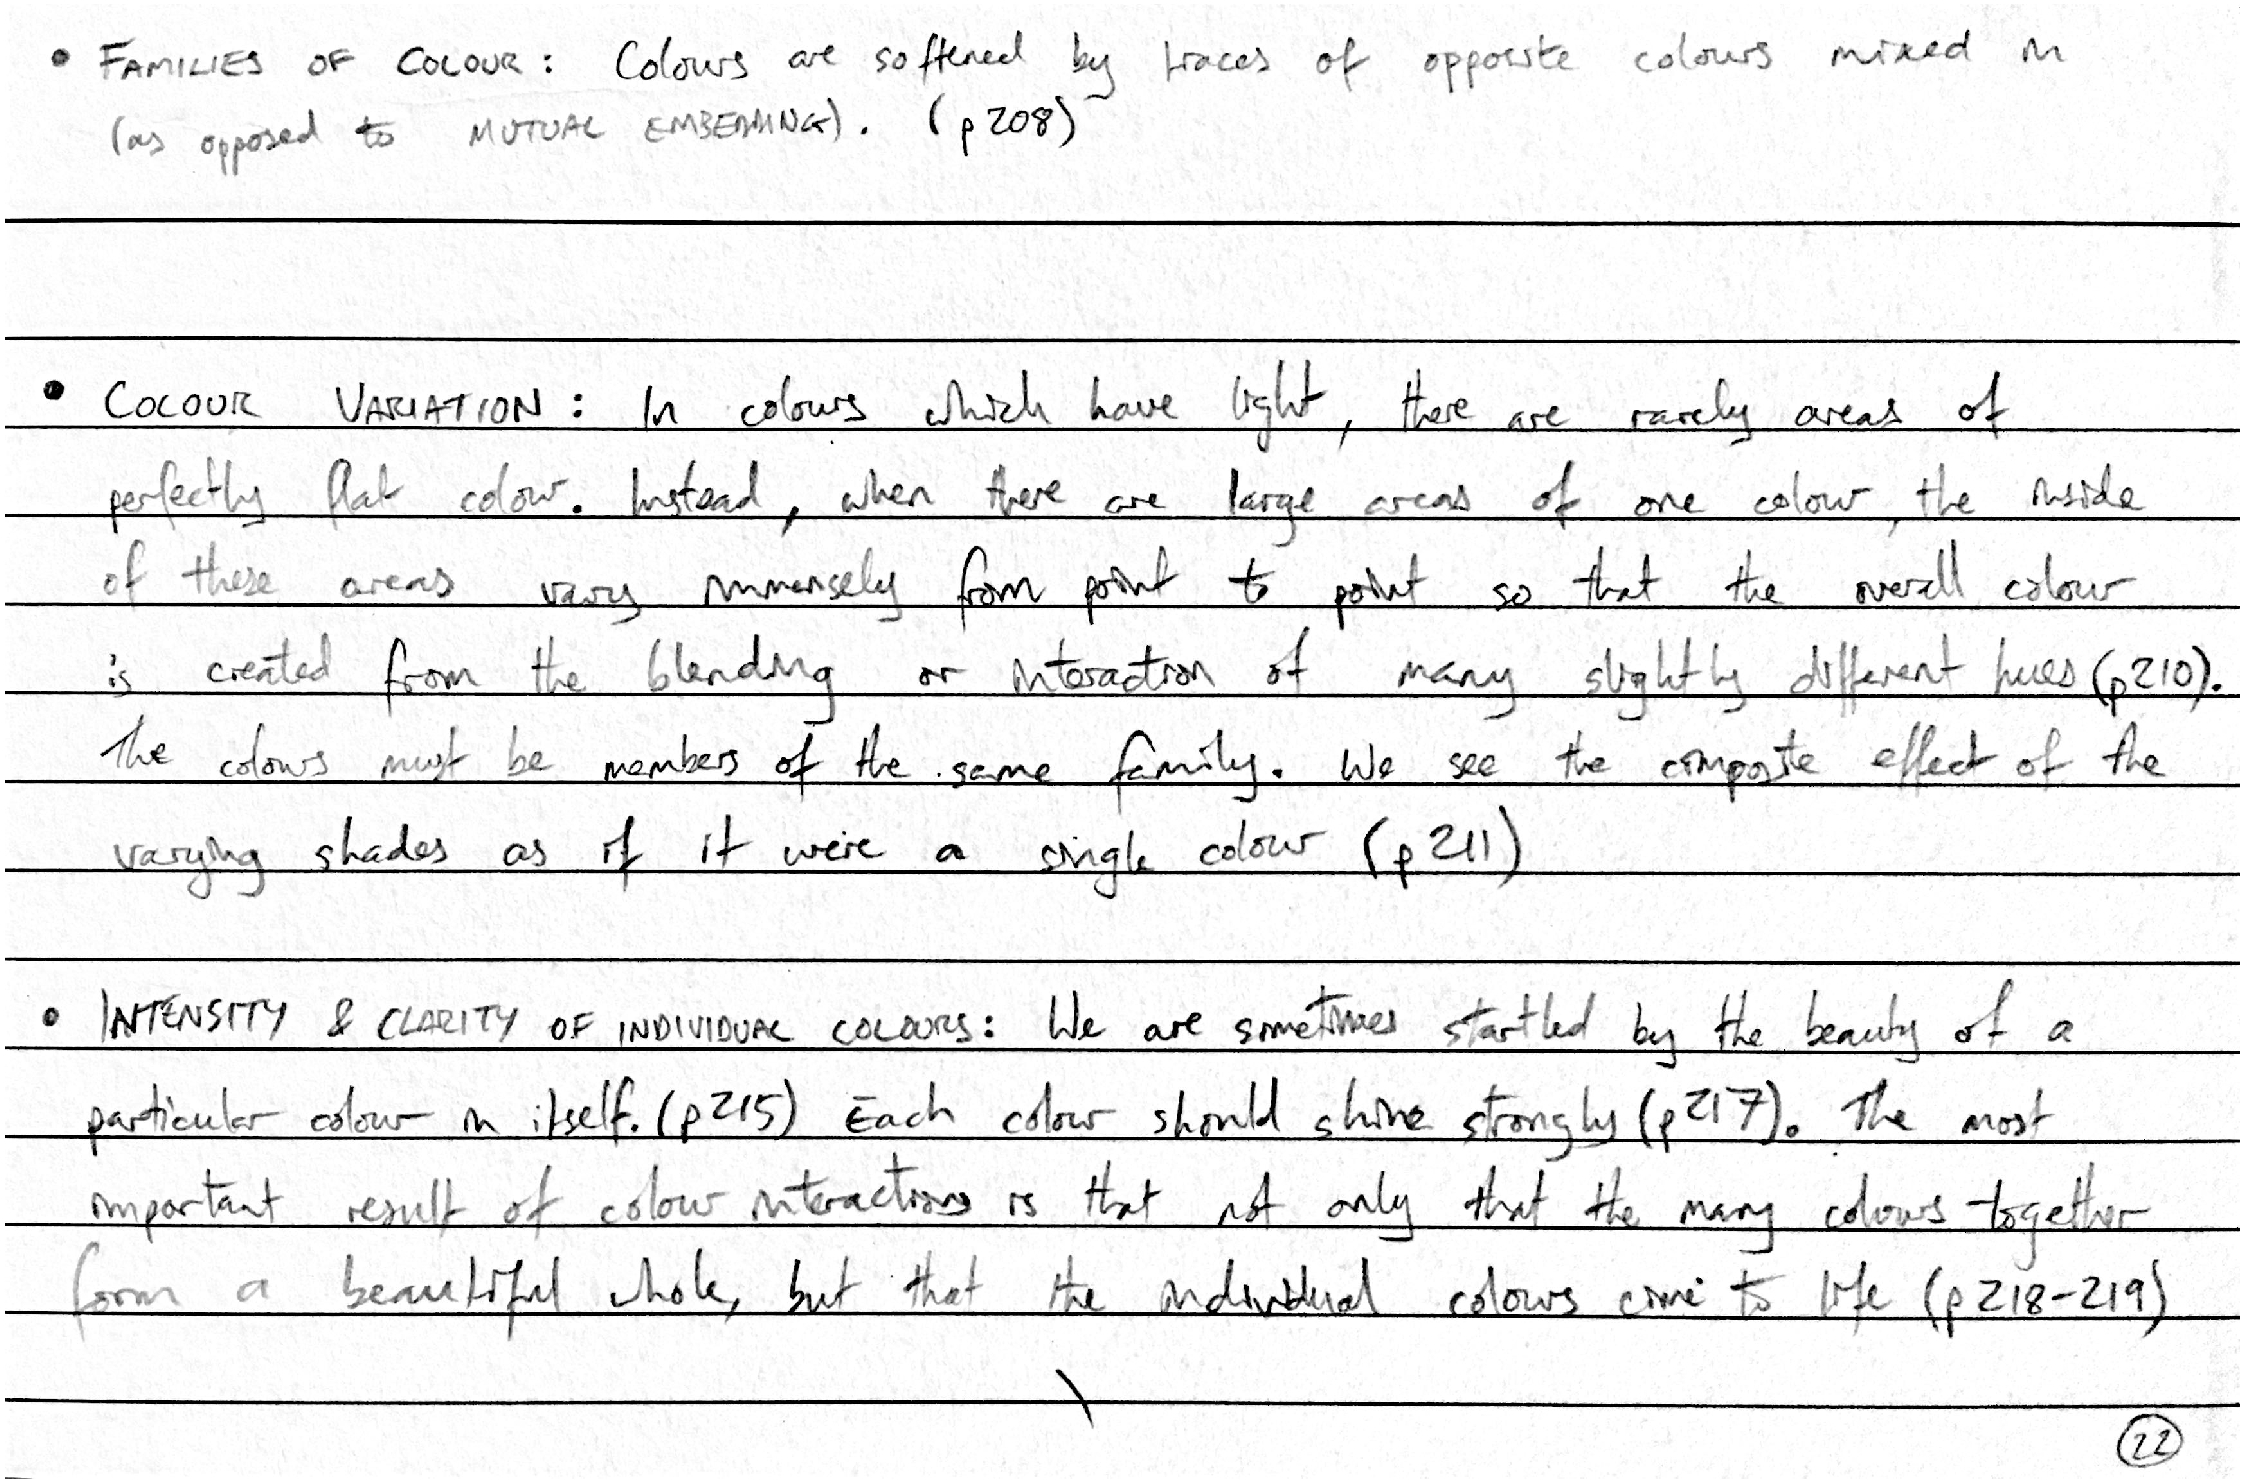 • FAMILIES OF COLOUR: Colours are softened by traces of opposite colours mixed in
(as opposed to MUTUAL EMBEDDING). (p208)
• COLOUR VARIATION: In colours which have light, there are rarely areas of
perfectly flat colour. Instead, when there are large areas of one colour, the inside
of these areas vary immensely from point to point so that the overall colour
is created from the blending or interaction of many slightly different hues (p210).
The colours must be members of the same family. We see the composite effect of the
varying shades as if it were a single colour (p211)
• INTENSITY & CLARITY OF INDIVIDUAL COLOURS: We are sometimes startled by the beauty of a
particular colour in itself. (p215) Each colour should shine strongly (p217). The most
important result of colour interactions is that not only that the many colours together
form a beautiful whole, but that the individual colours come to life (p218-219)
22